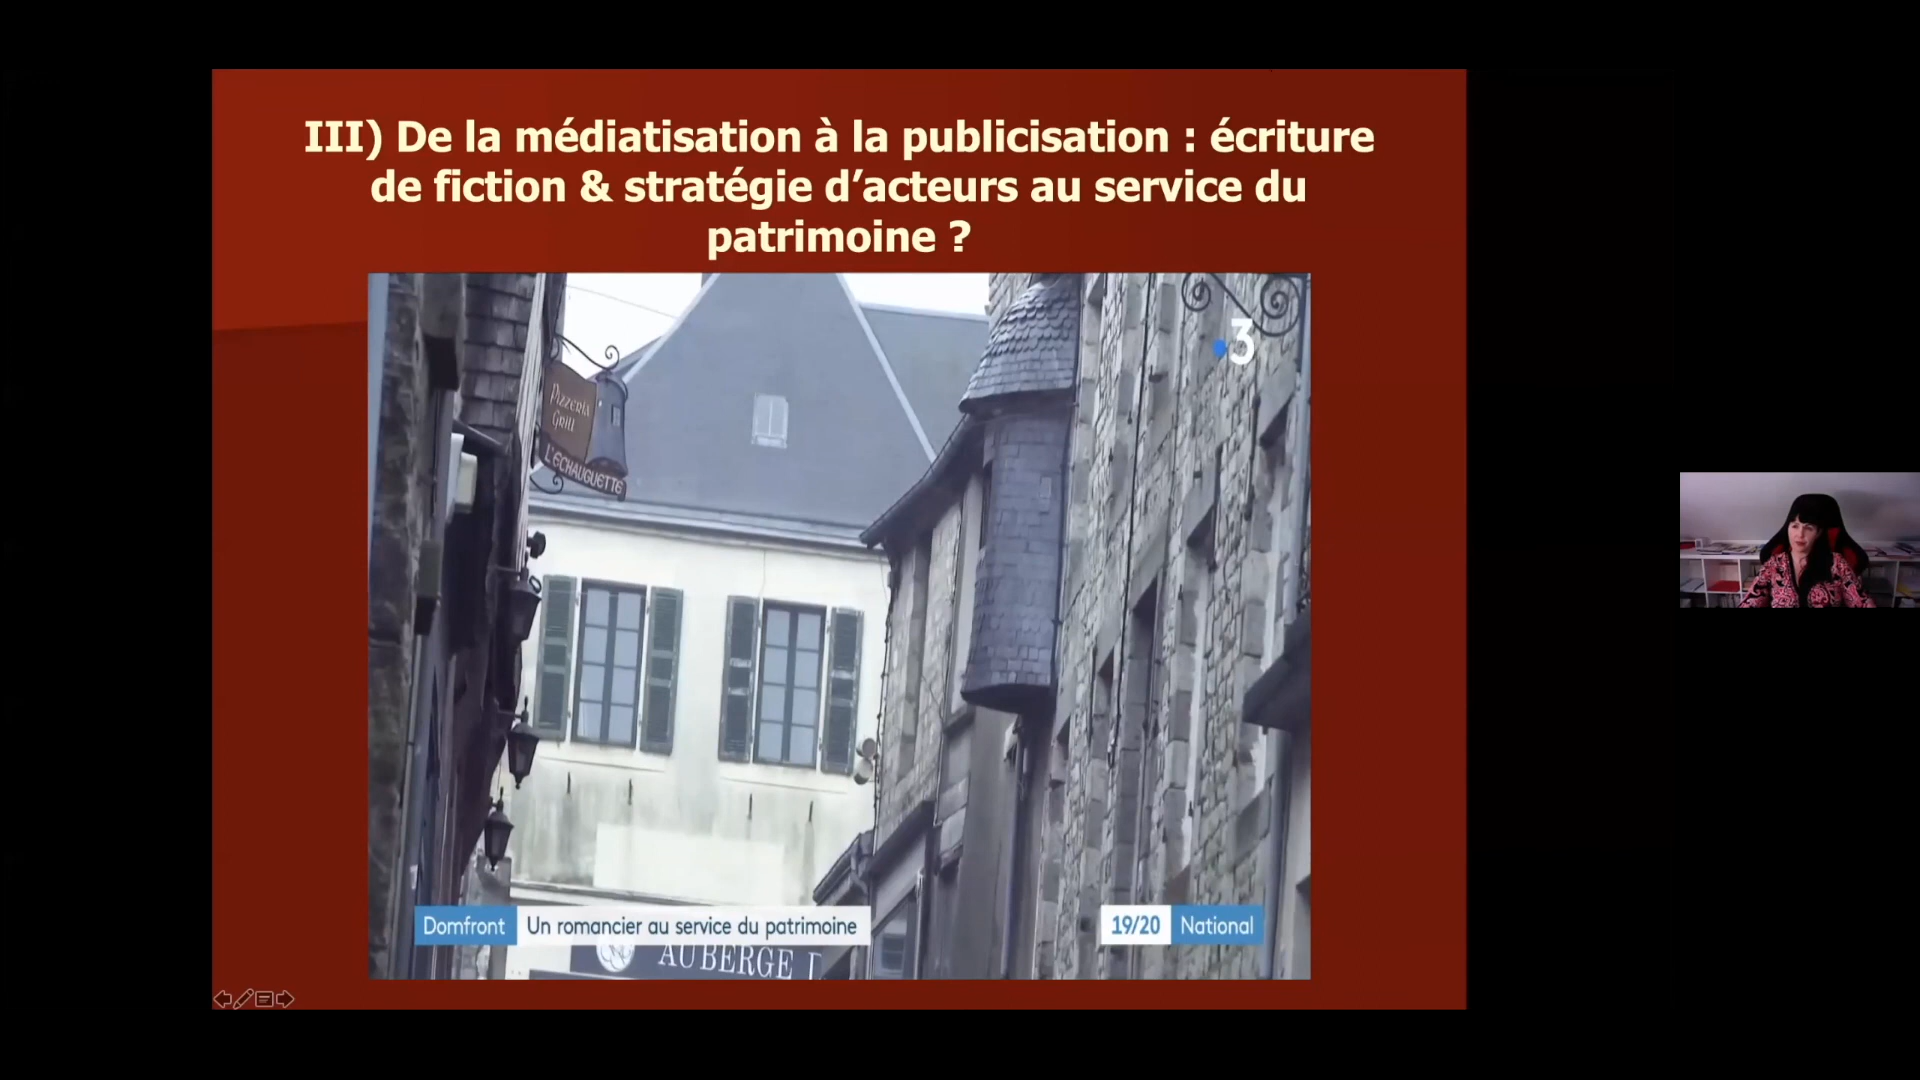 III) De la médiatisation à la publicisation : écriture
de fiction & stratégie d’acteurs au service du
patrimoine ?
3
Pizzeria
Grill
L'ECHAUGUETTE
Domfront Un romancier au service du patrimoine
19/20 National
AUBERGE